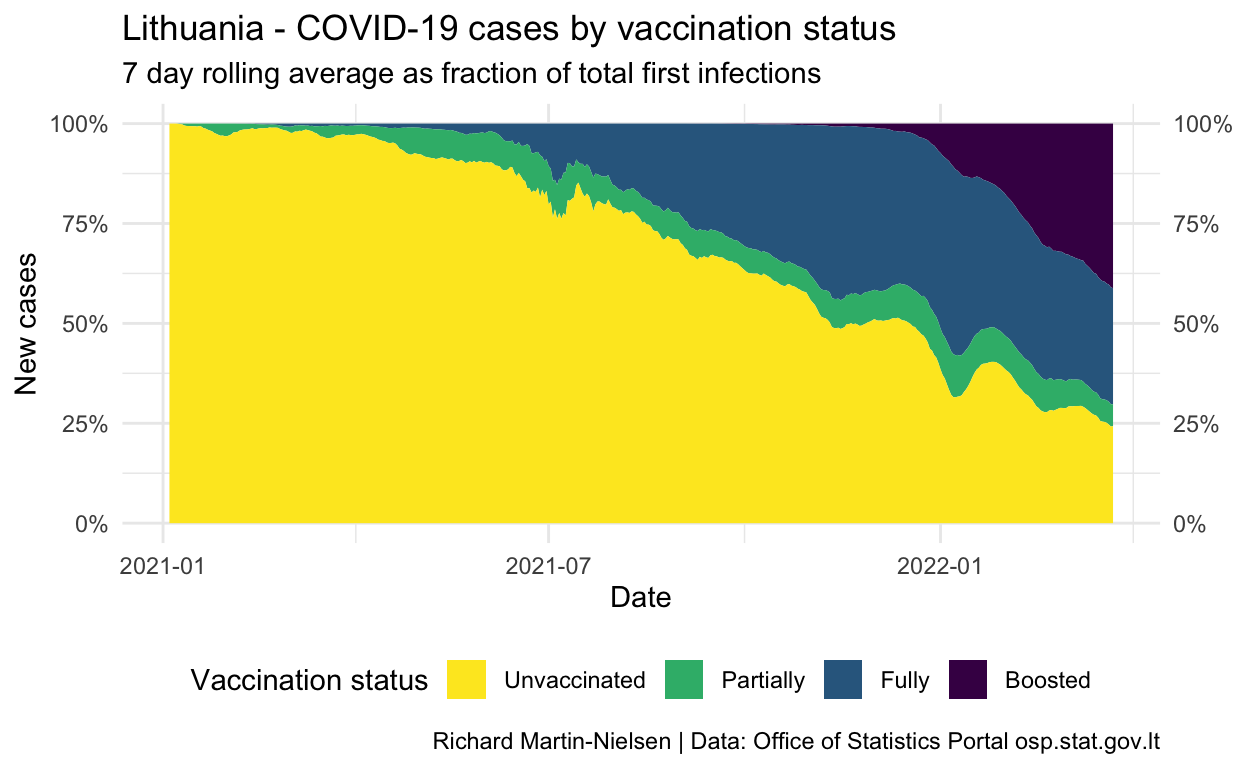 Lithuania - COVID-19 cases by vaccination status
7 day rolling average as fraction of total first infections
New cases
100%
75%
50%
25%
0%
100%
75%
50%
25%
0%
2021-01 2021-07 2022-01
Date
Vaccination status Unvaccinated Partially Fully Boosted
Richard Martin-Nielsen | Data: Office of Statistics Portal osp.stat.gov.lt